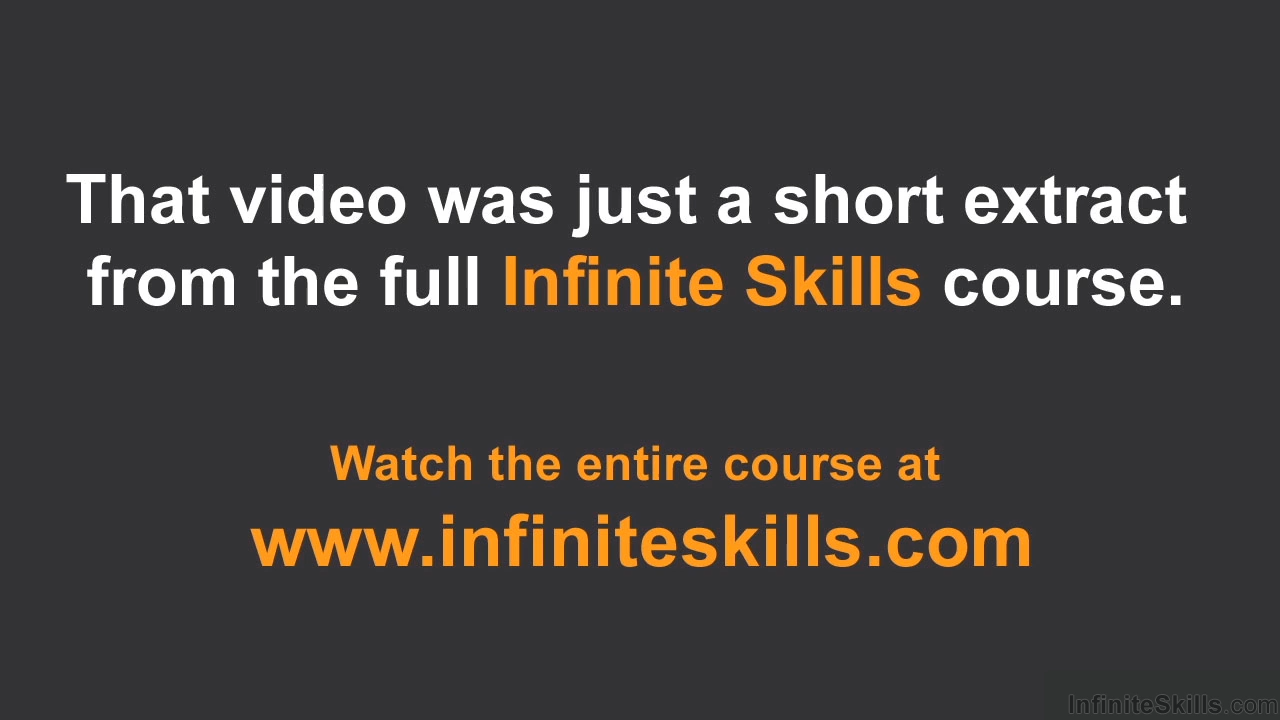 That video was just a short extract
from the full Infinite Skills course.
Watch the entire course at
www.infiniteskills.com
InfiniteSkills.com